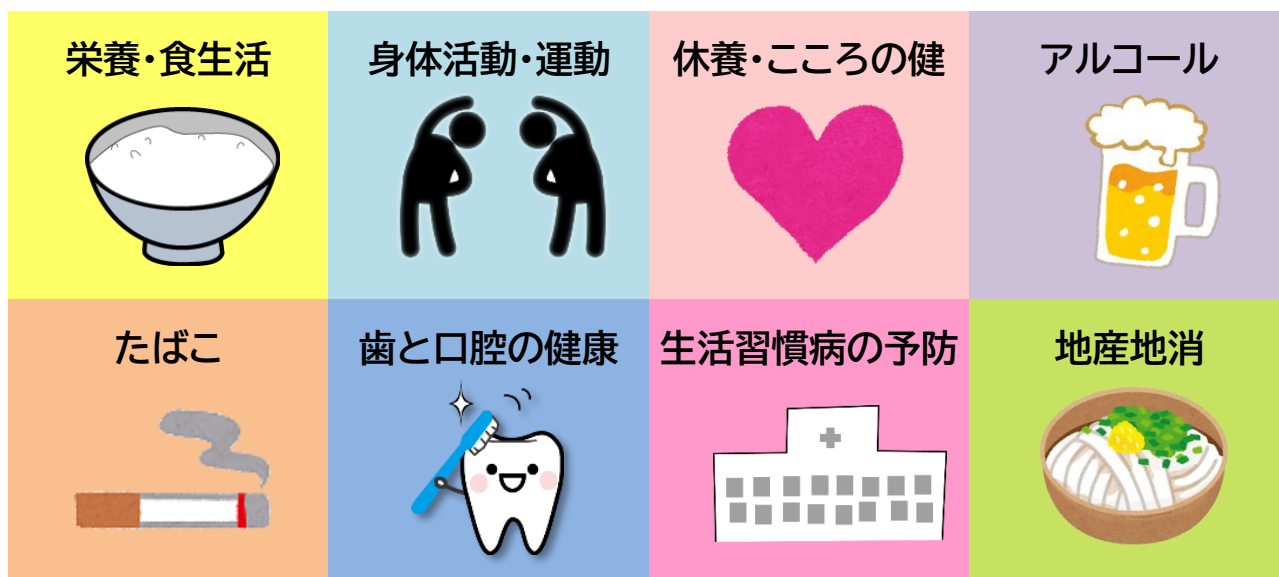 栄養・食生活
身体活動・運動
休養・こころの健
アルコール
たばこ
歯と口腔の健康
生活習慣病の予防
地産地消